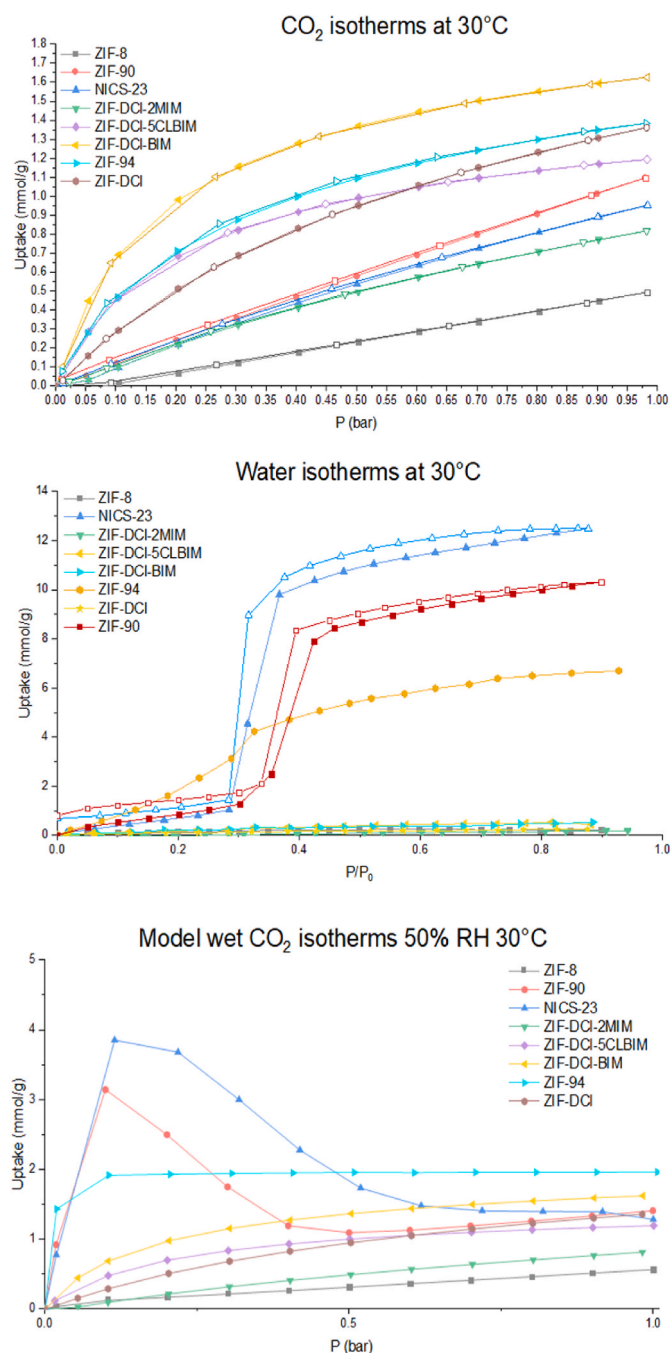 CO₂ isotherms at 30°C
ZIF-8
ZIF-90
NICS-23
ZIF-DCI-2MIM
ZIF-DCI-5CLBIM
ZIF-DCI-BIM
ZIF-94
ZIF-DCI
Uptake (mmol/g)
1.8
1.7
1.6
1.5
1.4
1.3
1.2
1.1
1.0
0.9
0.8
0.7
0.6
0.5
0.4
0.3
0.2
0.1
0.0
0.00 0.05 0.10 0.15 0.20 0.25 0.30 0.35 0.40 0.45 0.50 0.55 0.60 0.65 0.70 0.75 0.80 0.85 0.90 0.95 1.00
P (bar)
Water isotherms at 30°C
ZIF-8
NICS-23
ZIF-DCI-2MIM
ZIF-DCI-5CLBIM
ZIF-DCI-BIM
ZIF-94
ZIF-DCI
ZIF-90
Uptake (mmol/g)
14
12
10
8
6
4
2
0
0.0 0.2 0.4 0.6 0.8 1.0
P/P₀
Model wet CO₂ isotherms 50% RH 30°C
ZIF-8
ZIF-90
NICS-23
ZIF-DCI-2MIM
ZIF-DCI-5CLBIM
ZIF-DCI-BIM
ZIF-94
ZIF-DCI
Uptake (mmol/g)
5
4
3
2
1
0
0.0 0.5 1.0
P (bar)